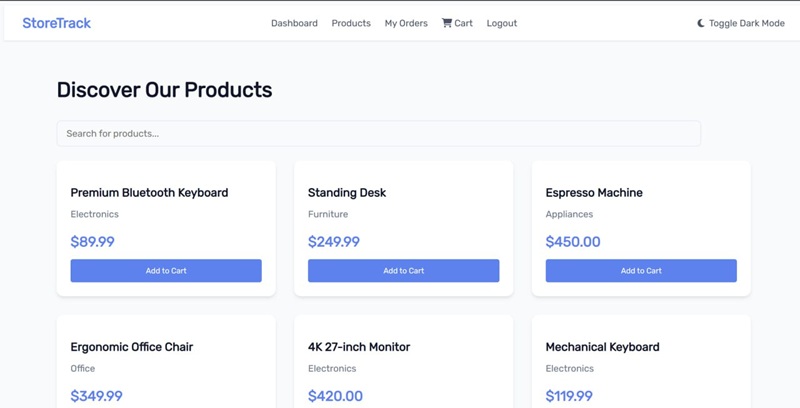 StoreTrack Dashboard Products My Orders Cart Logout Toggle Dark Mode
Discover Our Products
Search for products...
Premium Bluetooth Keyboard
Electronics
$89.99
Add to Cart
Standing Desk
Furniture
$249.99
Add to Cart
Espresso Machine
Appliances
$450.00
Add to Cart
Ergonomic Office Chair
Office
$349.99
4K 27-inch Monitor
Electronics
$420.00
Mechanical Keyboard
Electronics
$119.99